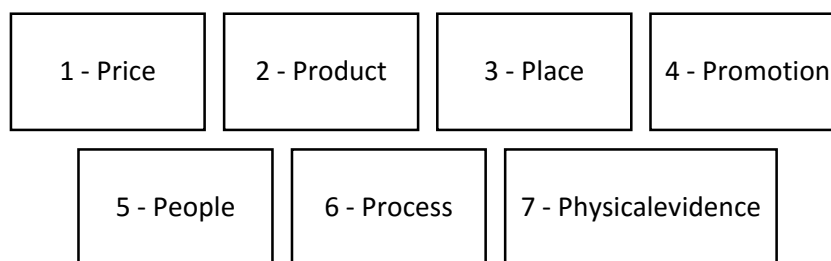 1 - Price
2 - Product
3 - Place
4 - Promotion
5 - People
6 - Process
7 - Physicalevidence